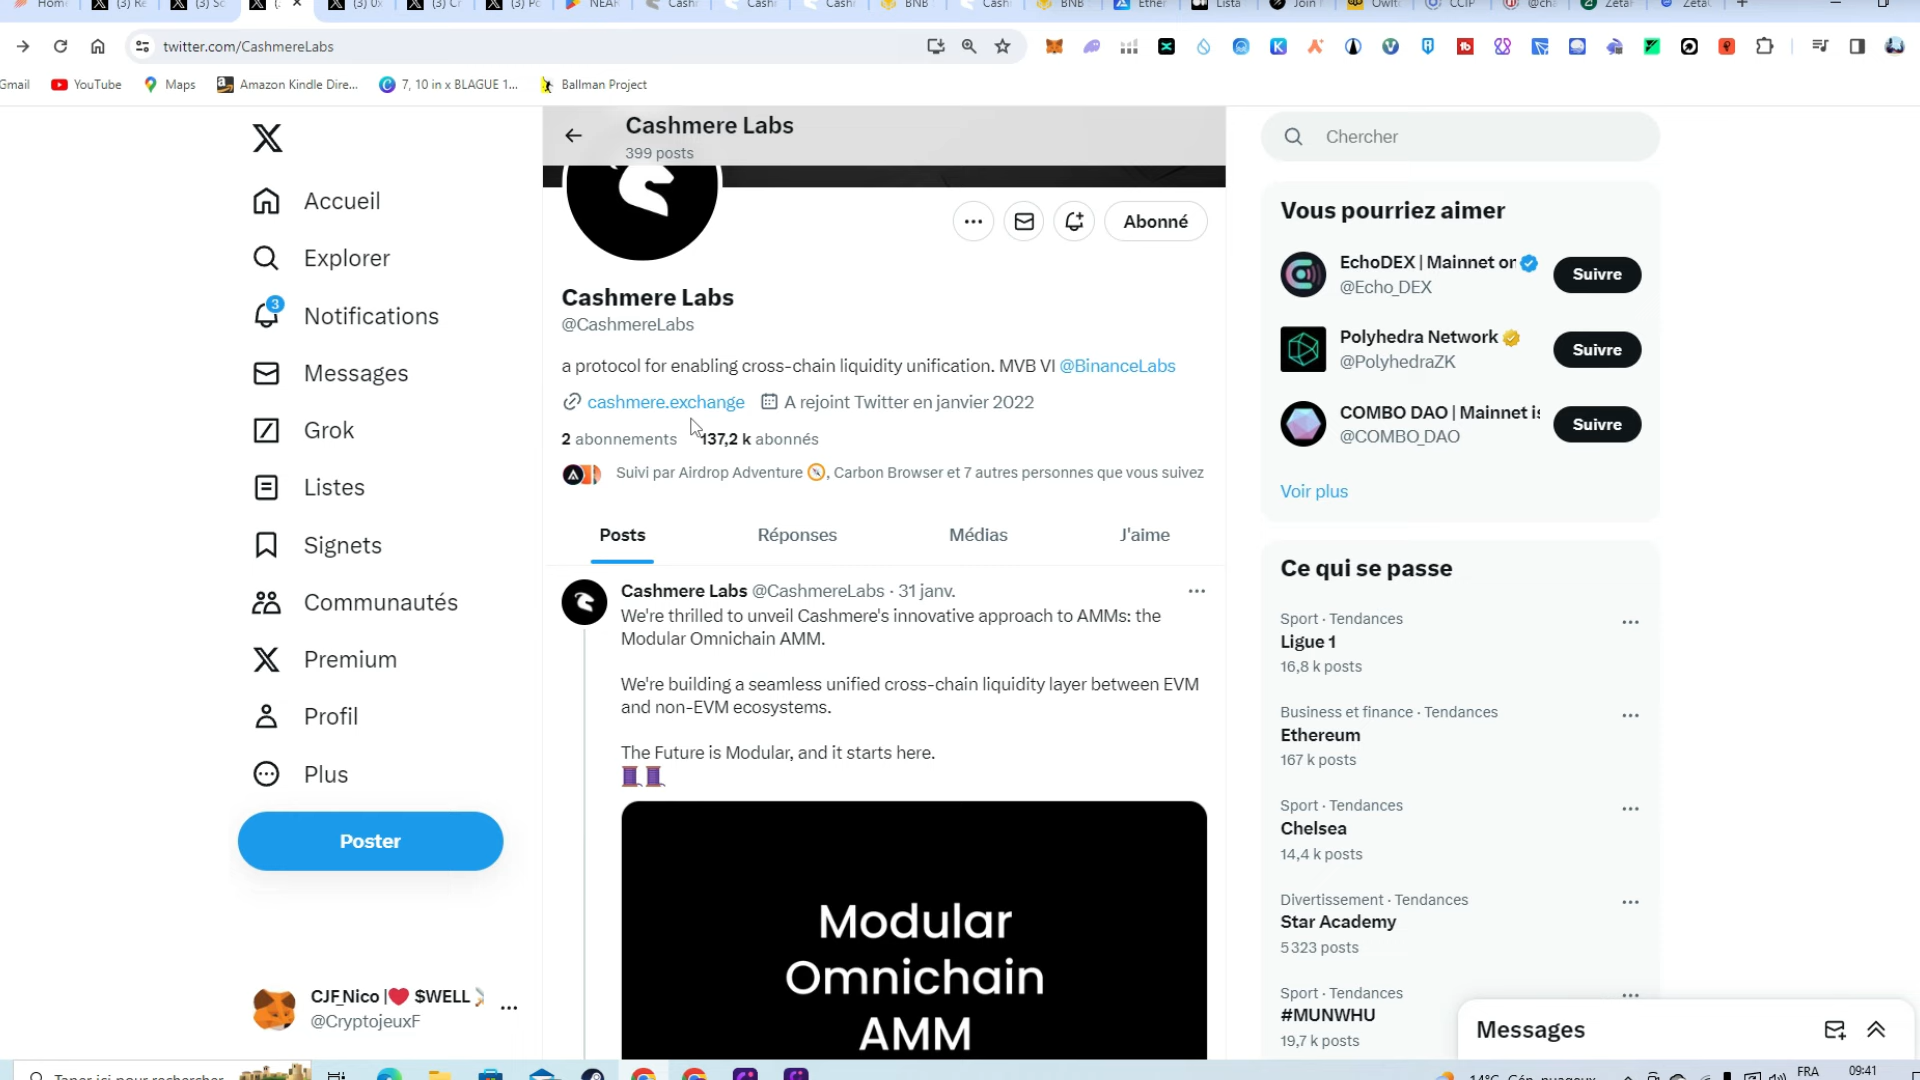 twitter.com/CashmereLabs
Gmail
YouTube
Maps
Amazon Kindle Dire...
7, 10 in x BLAGUE 1...
Ballman Project
Cashmere Labs
399 posts
Abonné
Cashmere Labs
@CashmereLabs
a protocol for enabling cross-chain liquidity unification. MVB VI @BinanceLabs
cashmere.exchange
A rejoint Twitter en janvier 2022
2 abonnements
137,2 k abonnés
Suivi par Airdrop Adventure, Carbon Browser et 7 autres personnes que vous suivez
Posts
Réponses
Médias
J'aime
Cashmere Labs @CashmereLabs · 31 janv.
We're thrilled to unveil Cashmere's innovative approach to AMMs: the
Modular Omnichain AMM.
We're building a seamless unified cross-chain liquidity layer between EVM
and non-EVM ecosystems.
The Future is Modular, and it starts here.
Modular
Omnichain
AMM
Accueil
Explorer
3
Notifications
Messages
Grok
Listes
Signets
Communautés
Premium
Profil
Plus
Poster
CJF_Nico |❤️ $WELL
@CryptojeuxF
Chercher
Vous pourriez aimer
EchoDEX | Mainnet on
@Echo_DEX
Suivre
Polyhedra Network
@PolyhedraZK
Suivre
COMBO DAO | Mainnet is
@COMBO_DAO
Suivre
Voir plus
Ce qui se passe
Sport · Tendances
Ligue 1
16,8 k posts
Business et finance · Tendances
Ethereum
167 k posts
Sport · Tendances
Chelsea
14,4 k posts
Divertissement · Tendances
Star Academy
5 323 posts
Sport · Tendances
#MUNWHU
19,7 k posts
Messages
Taper ici pour rechercher
14°C
FRA
09:41